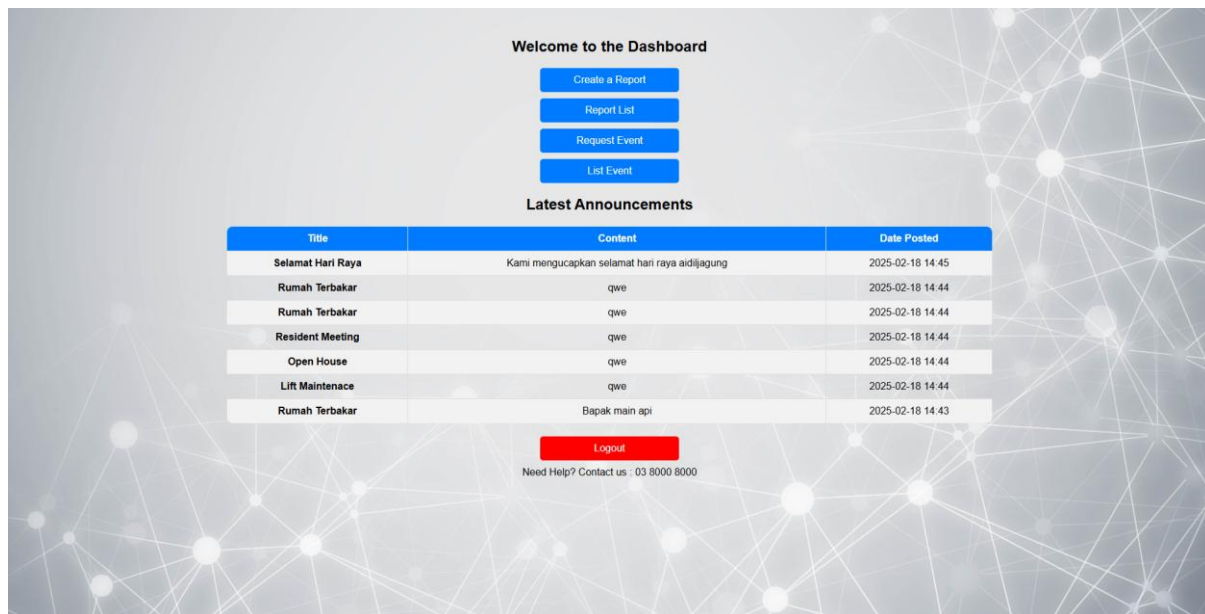 Welcome to the Dashboard
Create a Report
Report List
Request Event
List Event
Latest Announcements
Title Content Date Posted
Selamat Hari Raya Kami mengucapkan selamat hari raya aidiljagung 2025-02-18 14:45
Rumah Terbakar qwe 2025-02-18 14:44
Rumah Terbakar qwe 2025-02-18 14:44
Resident Meeting qwe 2025-02-18 14:44
Open House qwe 2025-02-18 14:44
Lift Maintenace qwe 2025-02-18 14:44
Rumah Terbakar Bapak main api 2025-02-18 14:43
Logout
Need Help? Contact us : 03 8000 8000